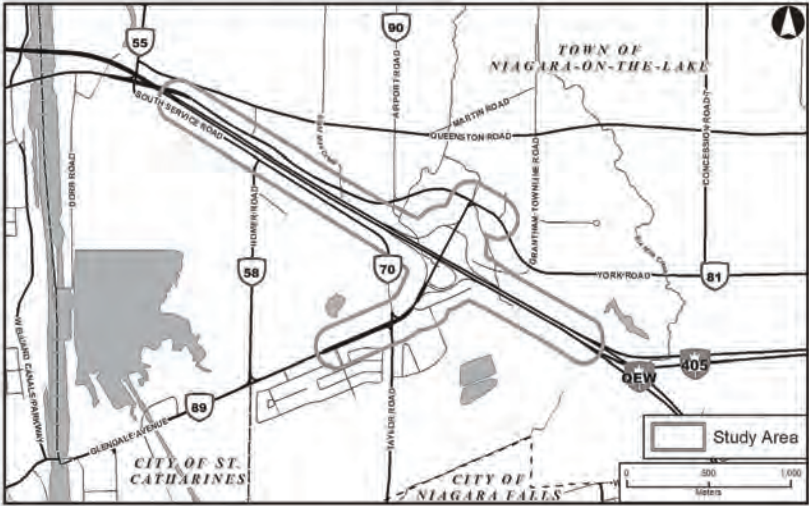 55
90
TOWN OF
NIAGARA-ON-THE-LAKE
SOUTH SERVICE ROAD
AIRPORT ROAD
MARTIN ROAD
QUEENSTON ROAD
CONCESSION ROAD 7
DORR ROAD
HOMER ROAD
GRANTHAM TOWNLINE ROAD
58
70
YORK ROAD
81
WELLAND CANALS PARKWAY
89
GLENDALE AVENUE
TAYLOR ROAD
QEW
405
Study Area
CITY OF ST.
CATHARINES
CITY OF
NIAGARA FALLS
0 500 1,000
Meters